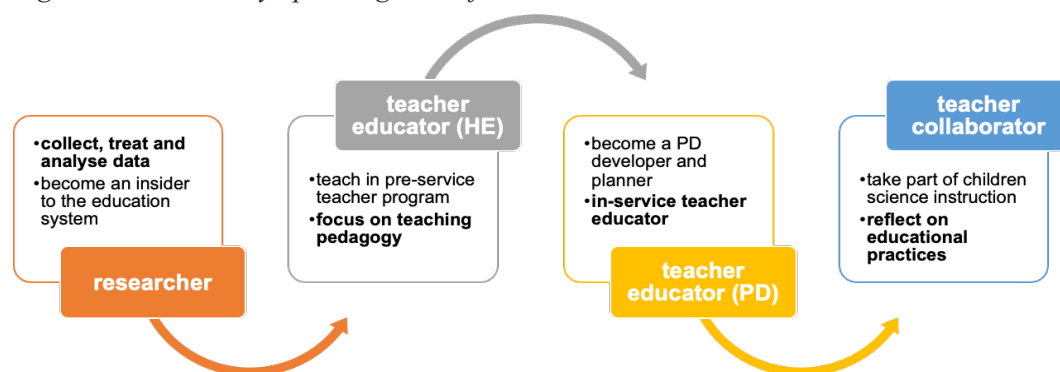 •collect, treat and
analyse data
•become an insider
to the education
system
researcher
teacher
educator (HE)
•teach in pre-service
teacher program
•focus on teaching
pedagogy
•become a PD
developer and
planner
•in-service teacher
educator
teacher
educator (PD)
teacher
collaborator
•take part of children
science instruction
•reflect on
educational
practices